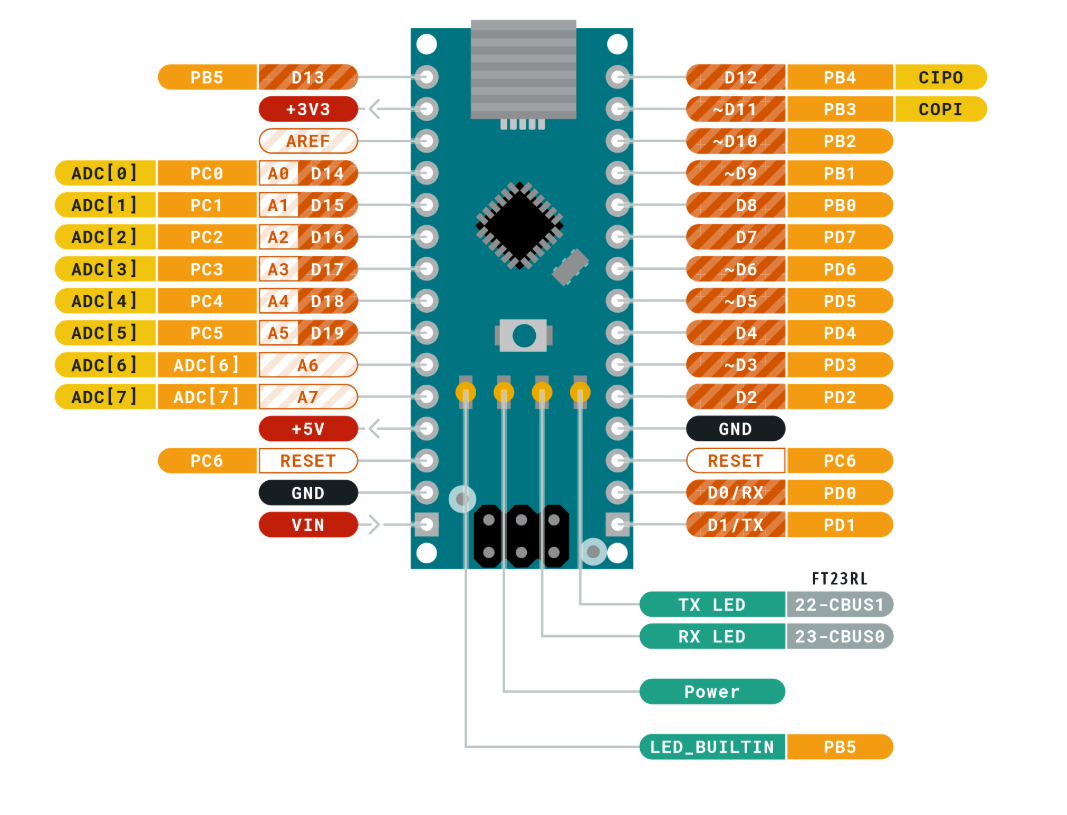 PB5 D13
+3V3
AREF
ADC[0] PC0 A0 D14
ADC[1] PC1 A1 D15
ADC[2] PC2 A2 D16
ADC[3] PC3 A3 D17
ADC[4] PC4 A4 D18
ADC[5] PC5 A5 D19
ADC[6] ADC[6] A6
ADC[7] ADC[7] A7
+5V
PC6 RESET
GND
VIN
D12 PB4 CIPO
~D11 PB3 COPI
~D10 PB2
~D9 PB1
D8 PB0
D7 PD7
~D6 PD6
~D5 PD5
D4 PD4
~D3 PD3
D2 PD2
GND
RESET PC6
D0/RX PD0
D1/TX PD1
FT23RL
TX LED 22-CBUS1
RX LED 23-CBUS0
Power
LED_BUILTIN PB5